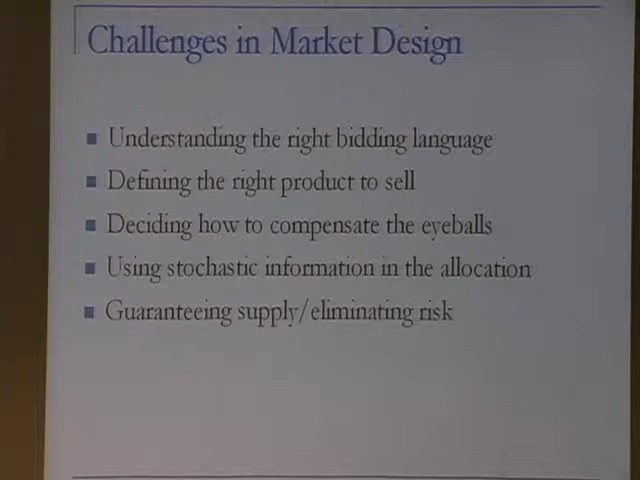 Challenges in Market Design
Understanding the right bidding language
Defining the right product to sell
Deciding how to compensate the eyeballs
Using stochastic information in the allocation
Guaranteeing supply/eliminating risk